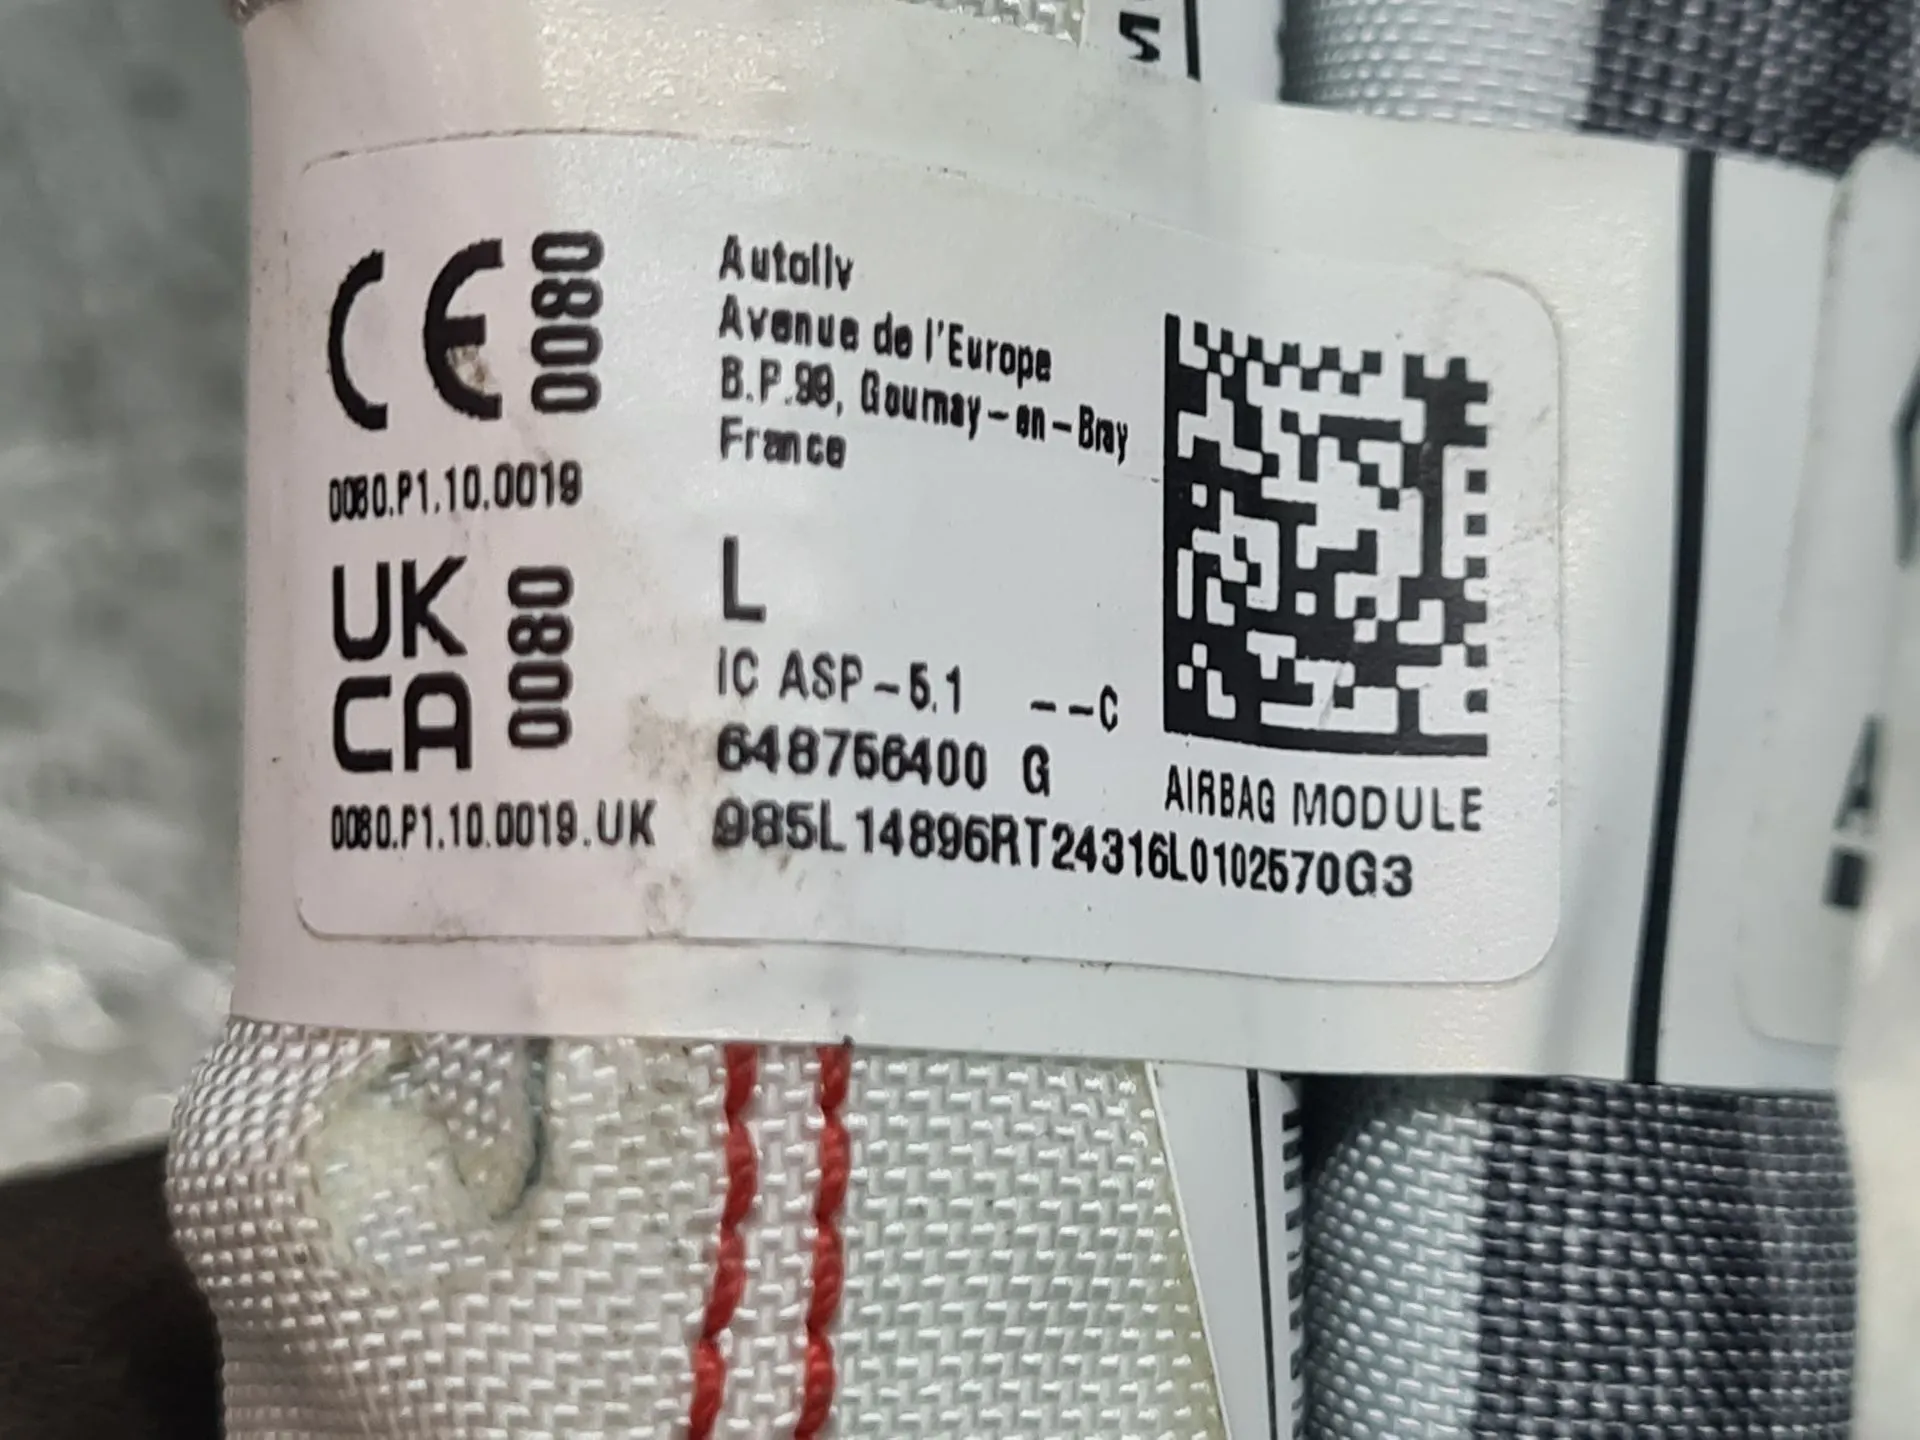 5
CE 0080
0080.P1.10.0019
UK
CA 0080
0080.P1.10.0019.UK
Autoliv
Avenue de l'Europe
B.P.99, Gournay-en-Bray
France
L
IC ASP-5.1 --C
648756400 G
985L14896RT24316L0102570G3
AIRBAG MODULE